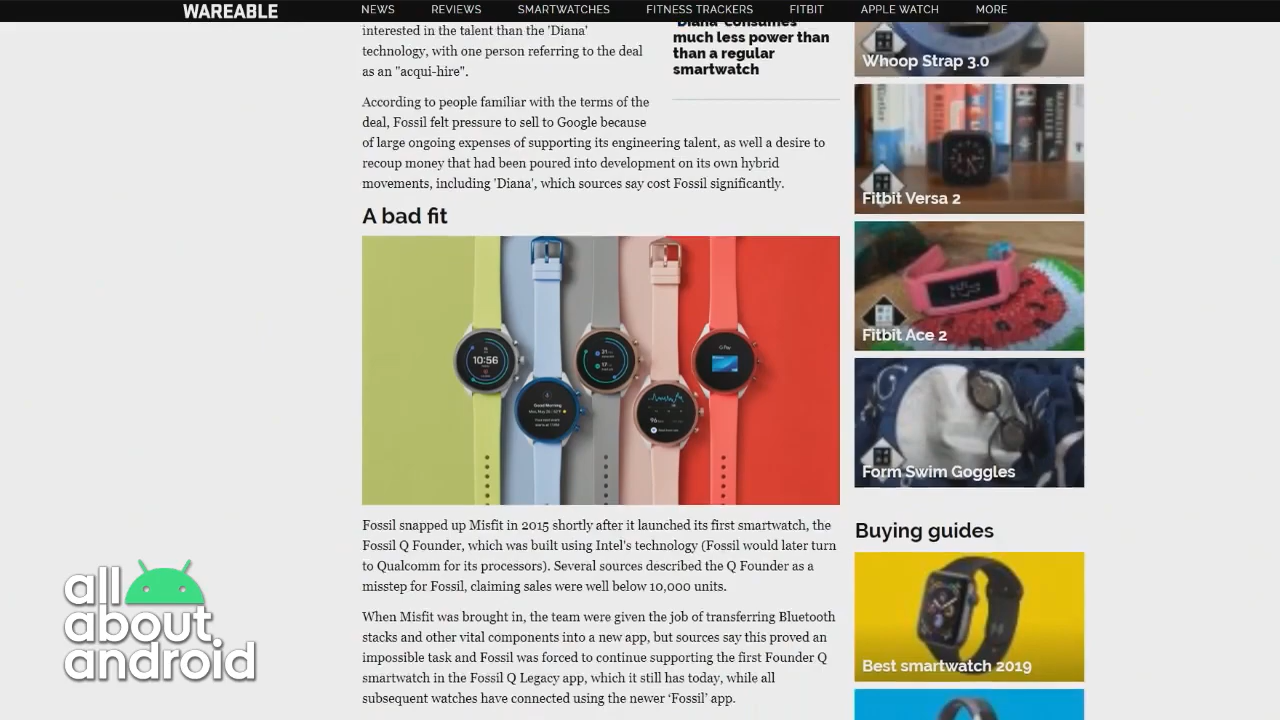 WAREABLE
NEWS
REVIEWS
SMARTWATCHES
FITNESS TRACKERS
FITBIT
APPLE WATCH
MORE
interested in the talent than the 'Diana'
technology, with one person referring to the deal
as an "acqui-hire".
'Diana' consumes
much less power than
than a regular
smartwatch
According to people familiar with the terms of the
deal, Fossil felt pressure to sell to Google because
of large ongoing expenses of supporting its engineering talent, as well a desire to
recoup money that had been poured into development on its own hybrid
movements, including 'Diana', which sources say cost Fossil significantly.
A bad fit
10:56
Good Morning
G Pay
Fossil snapped up Misfit in 2015 shortly after it launched its first smartwatch, the
Fossil Q Founder, which was built using Intel's technology (Fossil would later turn
to Qualcomm for its processors). Several sources described the Q Founder as a
misstep for Fossil, claiming sales were well below 10,000 units.
When Misfit was brought in, the team were given the job of transferring Bluetooth
stacks and other vital components into a new app, but sources say this proved an
impossible task and Fossil was forced to continue supporting the first Founder Q
smartwatch in the Fossil Q Legacy app, which it still has today, while all
subsequent watches have connected using the newer ‘Fossil’ app.
Whoop Strap 3.0
Fitbit Versa 2
Fitbit Ace 2
Form Swim Goggles
Buying guides
Best smartwatch 2019
all
about
android